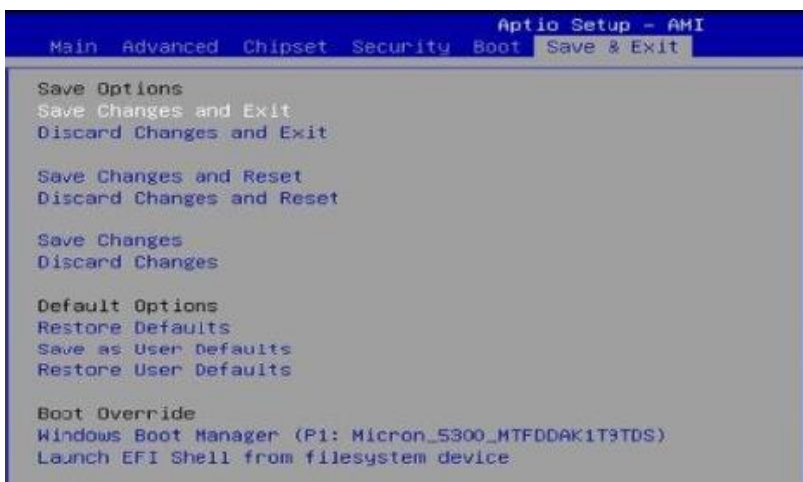 Aptio Setup - AMI
Main Advanced Chipset Security Boot Save & Exit
Save Options
Save Changes and Exit
Discard Changes and Exit
Save Changes and Reset
Discard Changes and Reset
Save Changes
Discard Changes
Default Options
Restore Defaults
Save as User Defaults
Restore User Defaults
Boot Override
Windows Boot Manager (P1: Micron_5300_MTFDDAK1T9TDS)
Launch EFI Shell from filesystem device